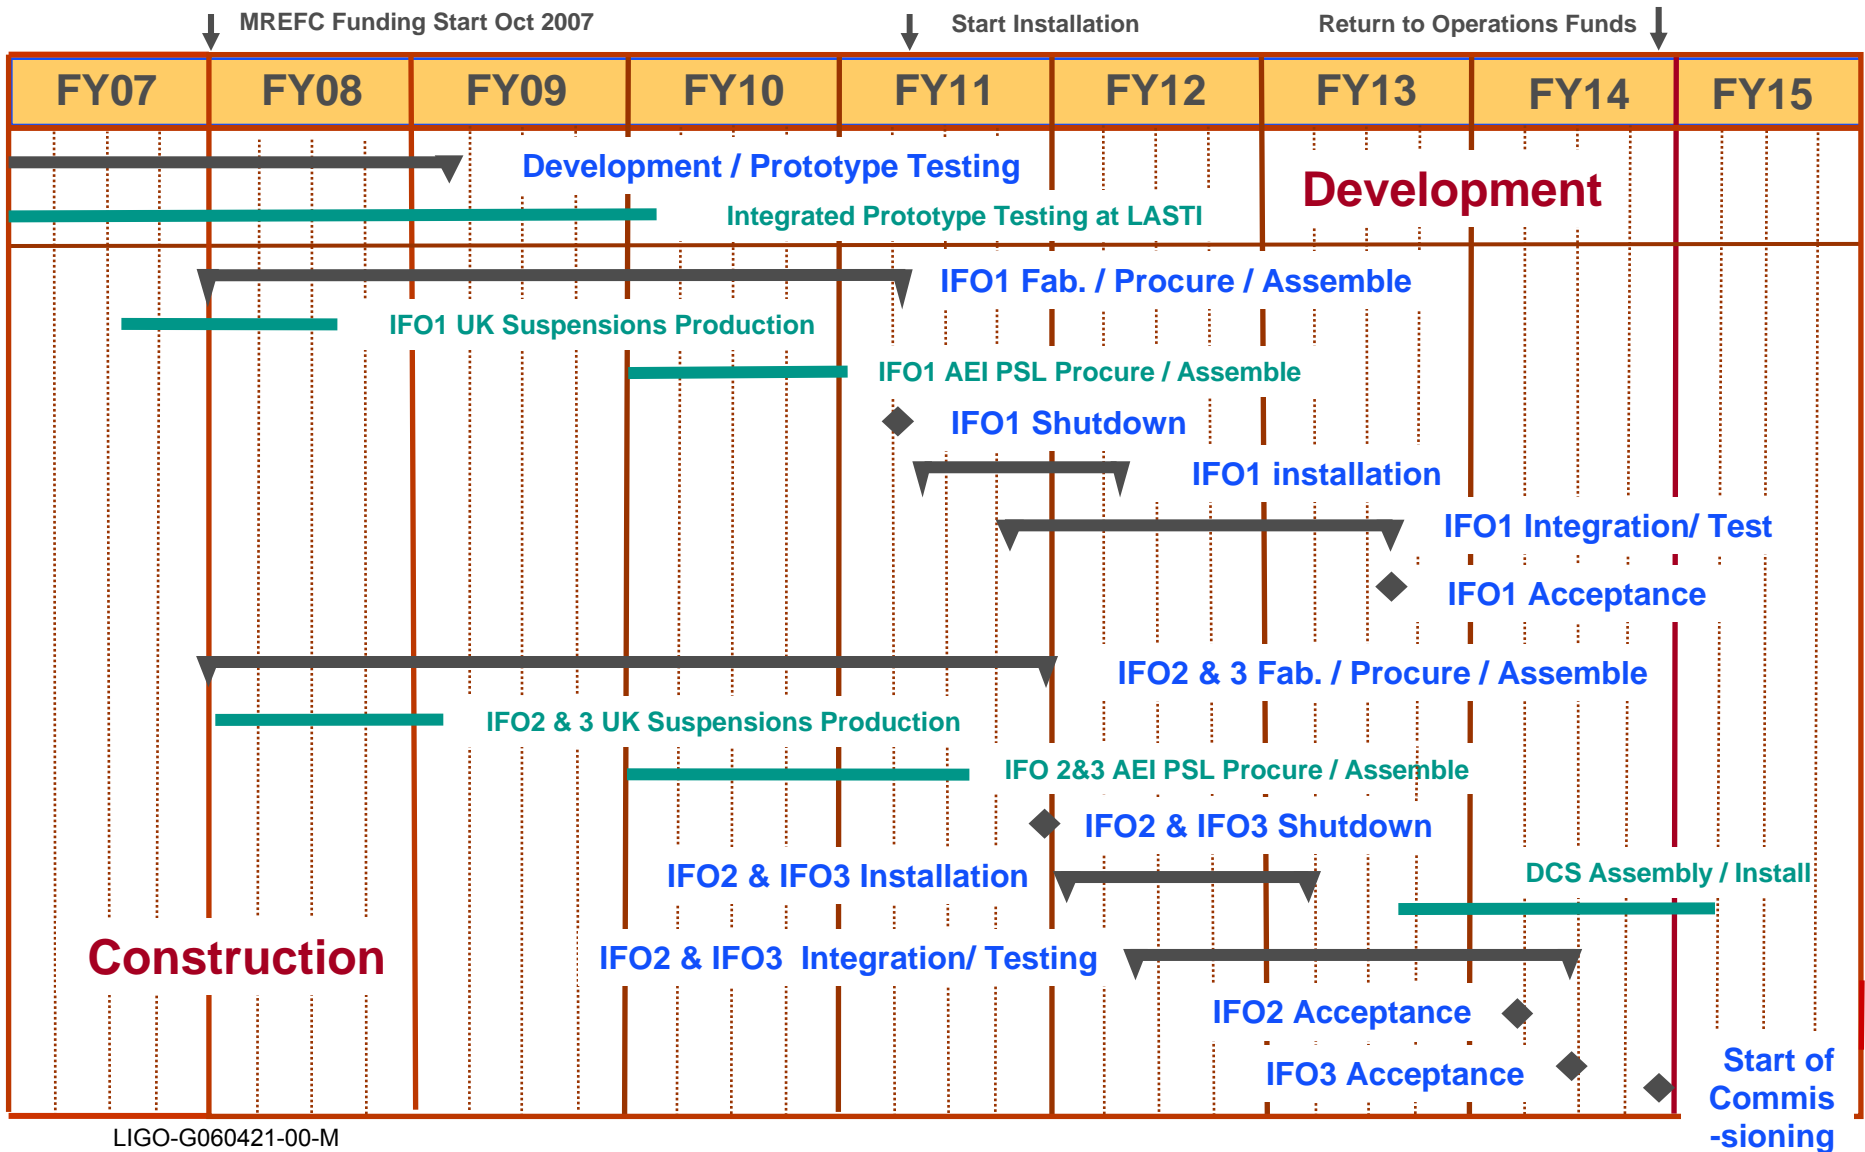 MREFC Funding Start Oct 2007
Start Installation
Return to Operations Funds
FY07
FY08
FY09
FY10
FY11
FY12
FY13
FY14
FY15
Development / Prototype Testing
Development
Integrated Prototype Testing at LASTI
IFO1 Fab. / Procure / Assemble
IFO1 UK Suspensions Production
IFO1 AEI PSL Procure / Assemble
IFO1 Shutdown
IFO1 installation
IFO1 Integration/ Test
IFO1 Acceptance
IFO2 & 3 Fab. / Procure / Assemble
IFO2 & 3 UK Suspensions Production
IFO 2&3 AEI PSL Procure / Assemble
IFO2 & IFO3 Shutdown
IFO2 & IFO3 Installation
DCS Assembly / Install
Construction
IFO2 & IFO3 Integration/ Testing
IFO2 Acceptance
IFO3 Acceptance
Start of
Commis
-sioning
LIGO-G060421-00-M